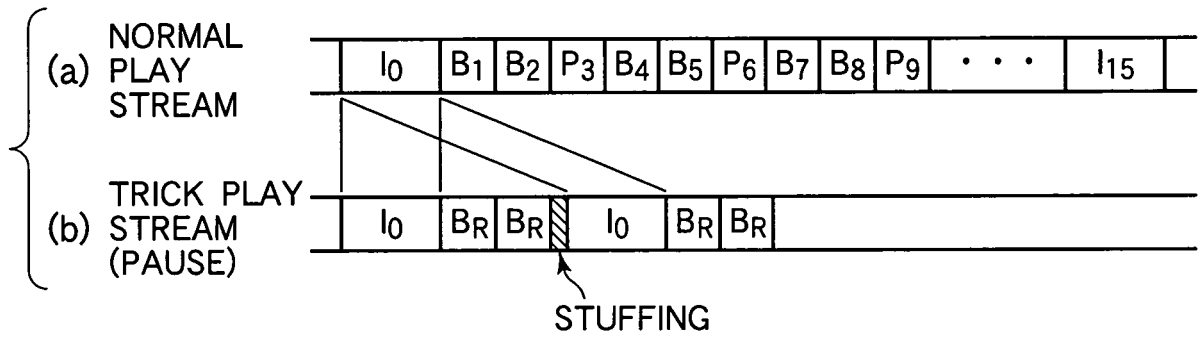 (a) NORMAL PLAY STREAM
I0 B1 B2 P3 B4 B5 P6 B7 B8 P9 · · · I15
(b) TRICK PLAY STREAM (PAUSE)
I0 BR BR I0 BR BR
STUFFING